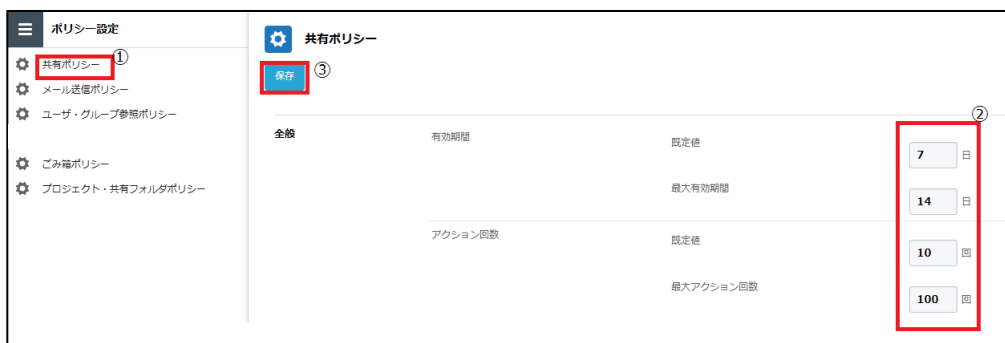 ポリシー設定
共有ポリシー ①
メール送信ポリシー
ユーザ・グループ参照ポリシー
ごみ箱ポリシー
プロジェクト・共有フォルダポリシー
共有ポリシー
保存 ③
②
全般 有効期間 既定値 7 日
最大有効期間 14 日
アクション回数 既定値 10 回
最大アクション回数 100 回